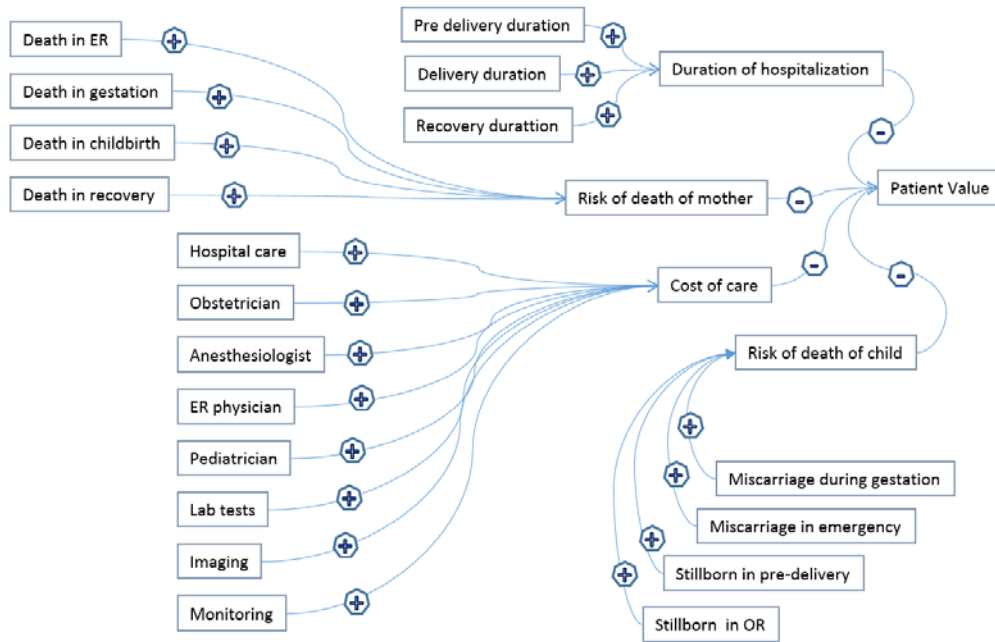 Death in ER
Death in gestation
Death in childbirth
Death in recovery
Pre delivery duration
Delivery duration
Recovery durattion
Duration of hospitalization
Risk of death of mother
Patient Value
Hospital care
Obstetrician
Anesthesiologist
ER physician
Pediatrician
Lab tests
Imaging
Monitoring
Cost of care
Risk of death of child
Miscarriage during gestation
Miscarriage in emergency
Stillborn in pre-delivery
Stillborn in OR